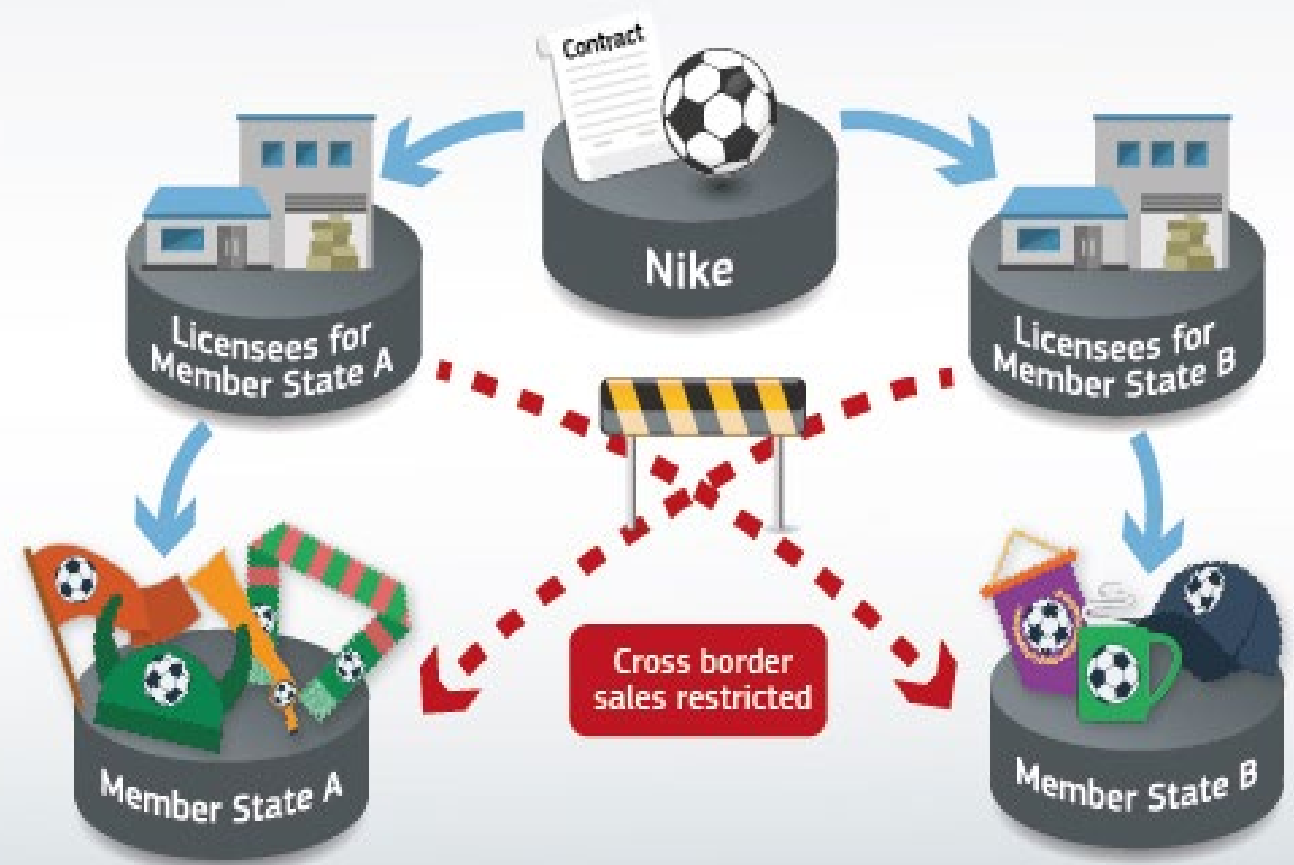 Contract
Nike
Licensees for
Member State A
Licensees for
Member State B
Cross border
sales restricted
Member State A
Member State B